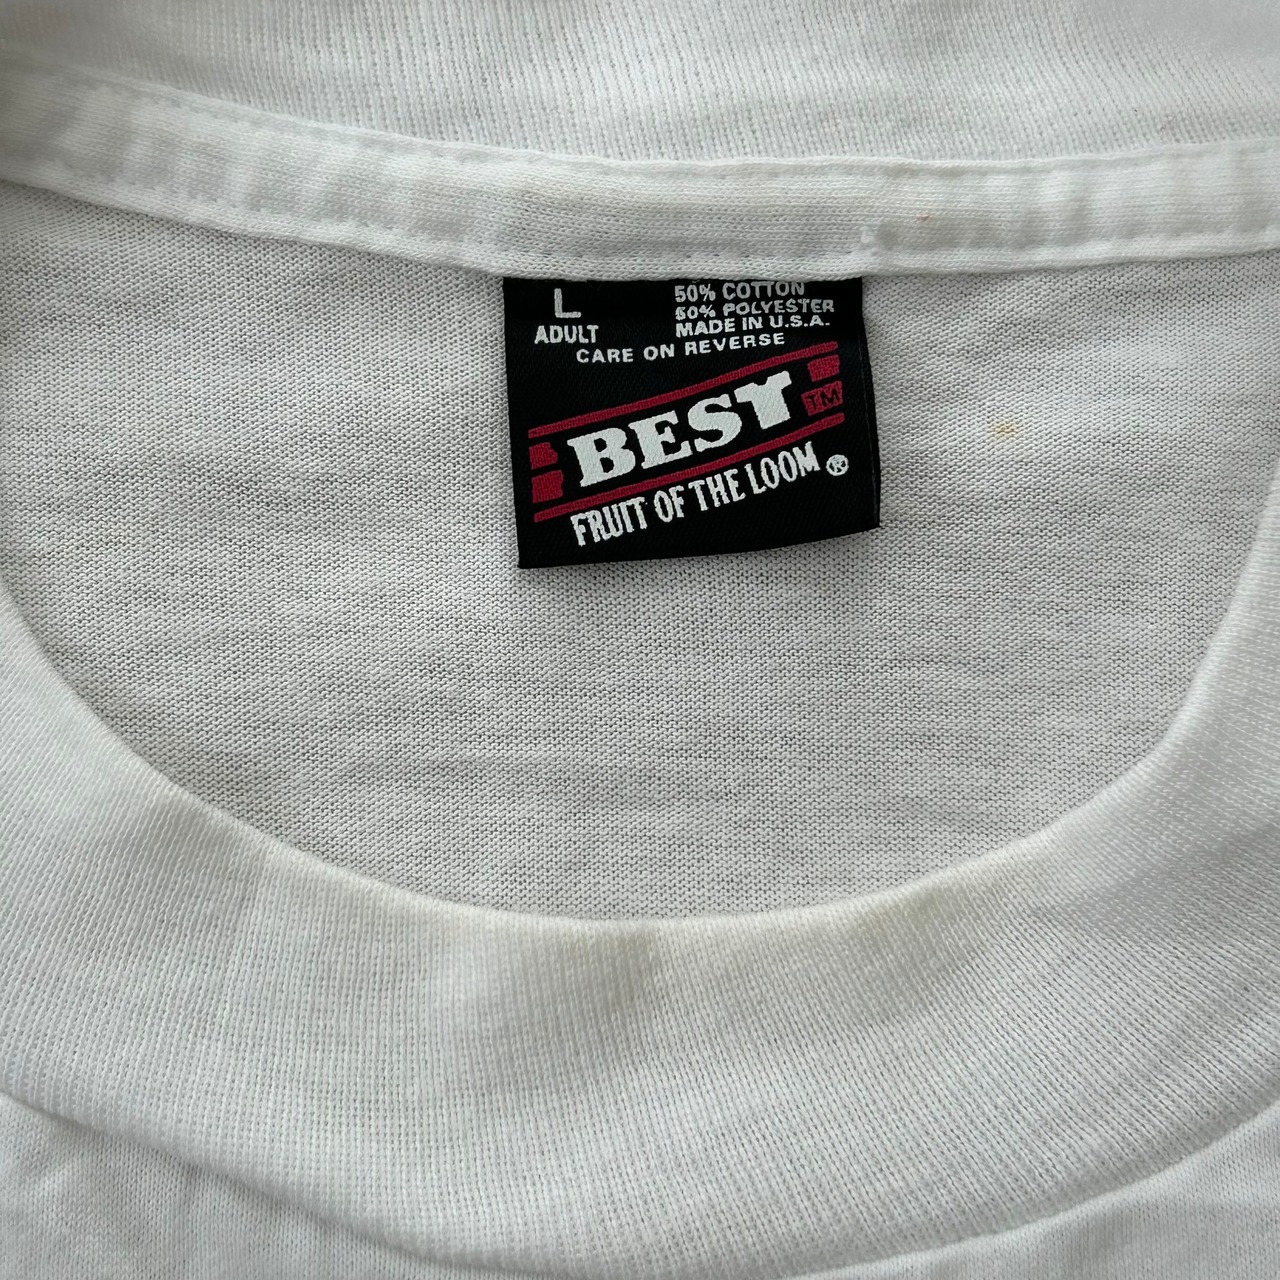 L
ADULT
50% COTTON
50% POLYESTER
MADE IN U.S.A.
CARE ON REVERSE
BEST TM
FRUIT OF THE LOOM ®